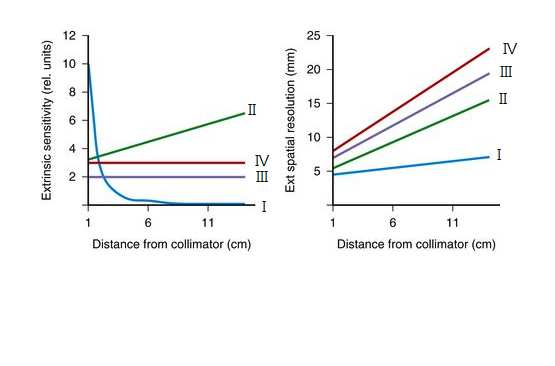 Extrinsic sensitivity (rel. units)
12
10
8
6
4
2
1
6
11
Distance from collimator (cm)
II
IV
III
I
Ext spatial resolution (mm)
25
20
15
10
5
1
6
11
Distance from collimator (cm)
IV
III
II
I